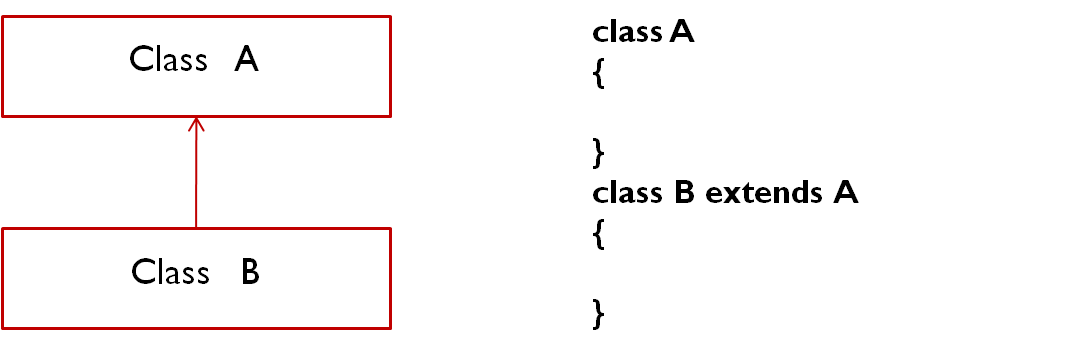 Class A
Class B
class A
{
}
class B extends A
{
}